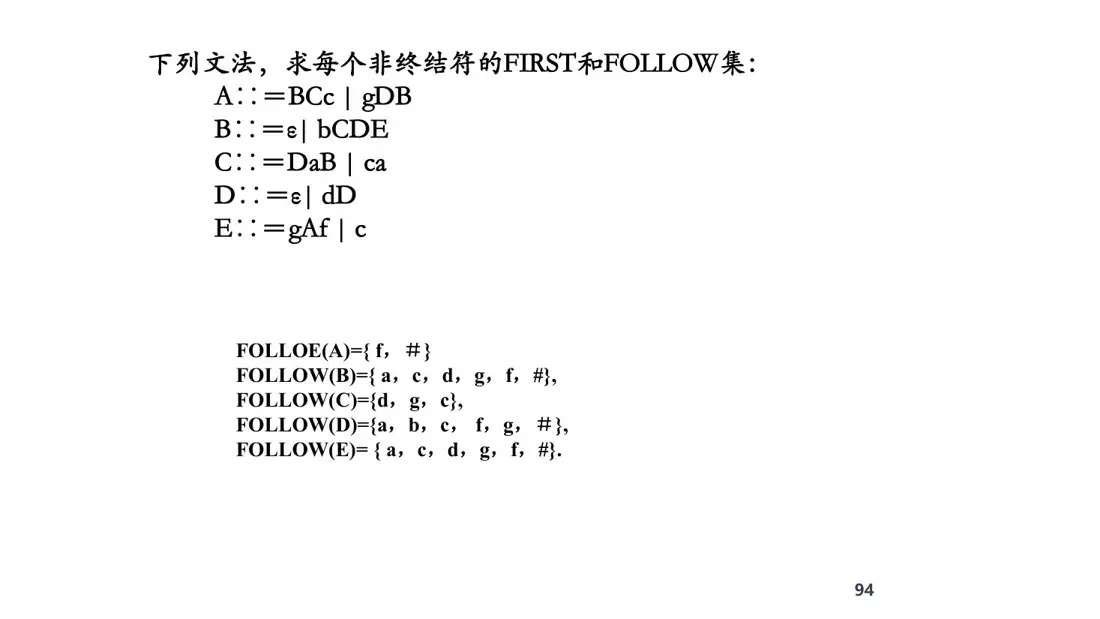 下列文法，求每个非终结符的FIRST和FOLLOW集：
A∷＝BCc | gDB
B∷＝ε| bCDE
C∷＝DaB | ca
D∷＝ε| dD
E∷＝gAf | c
FOLLOE(A)={ f，＃}
FOLLOW(B)={ a，c，d，g，f，#},
FOLLOW(C)={d，g，c},
FOLLOW(D)={a，b，c， f，g，＃},
FOLLOW(E)= { a，c，d，g，f，#}.
94